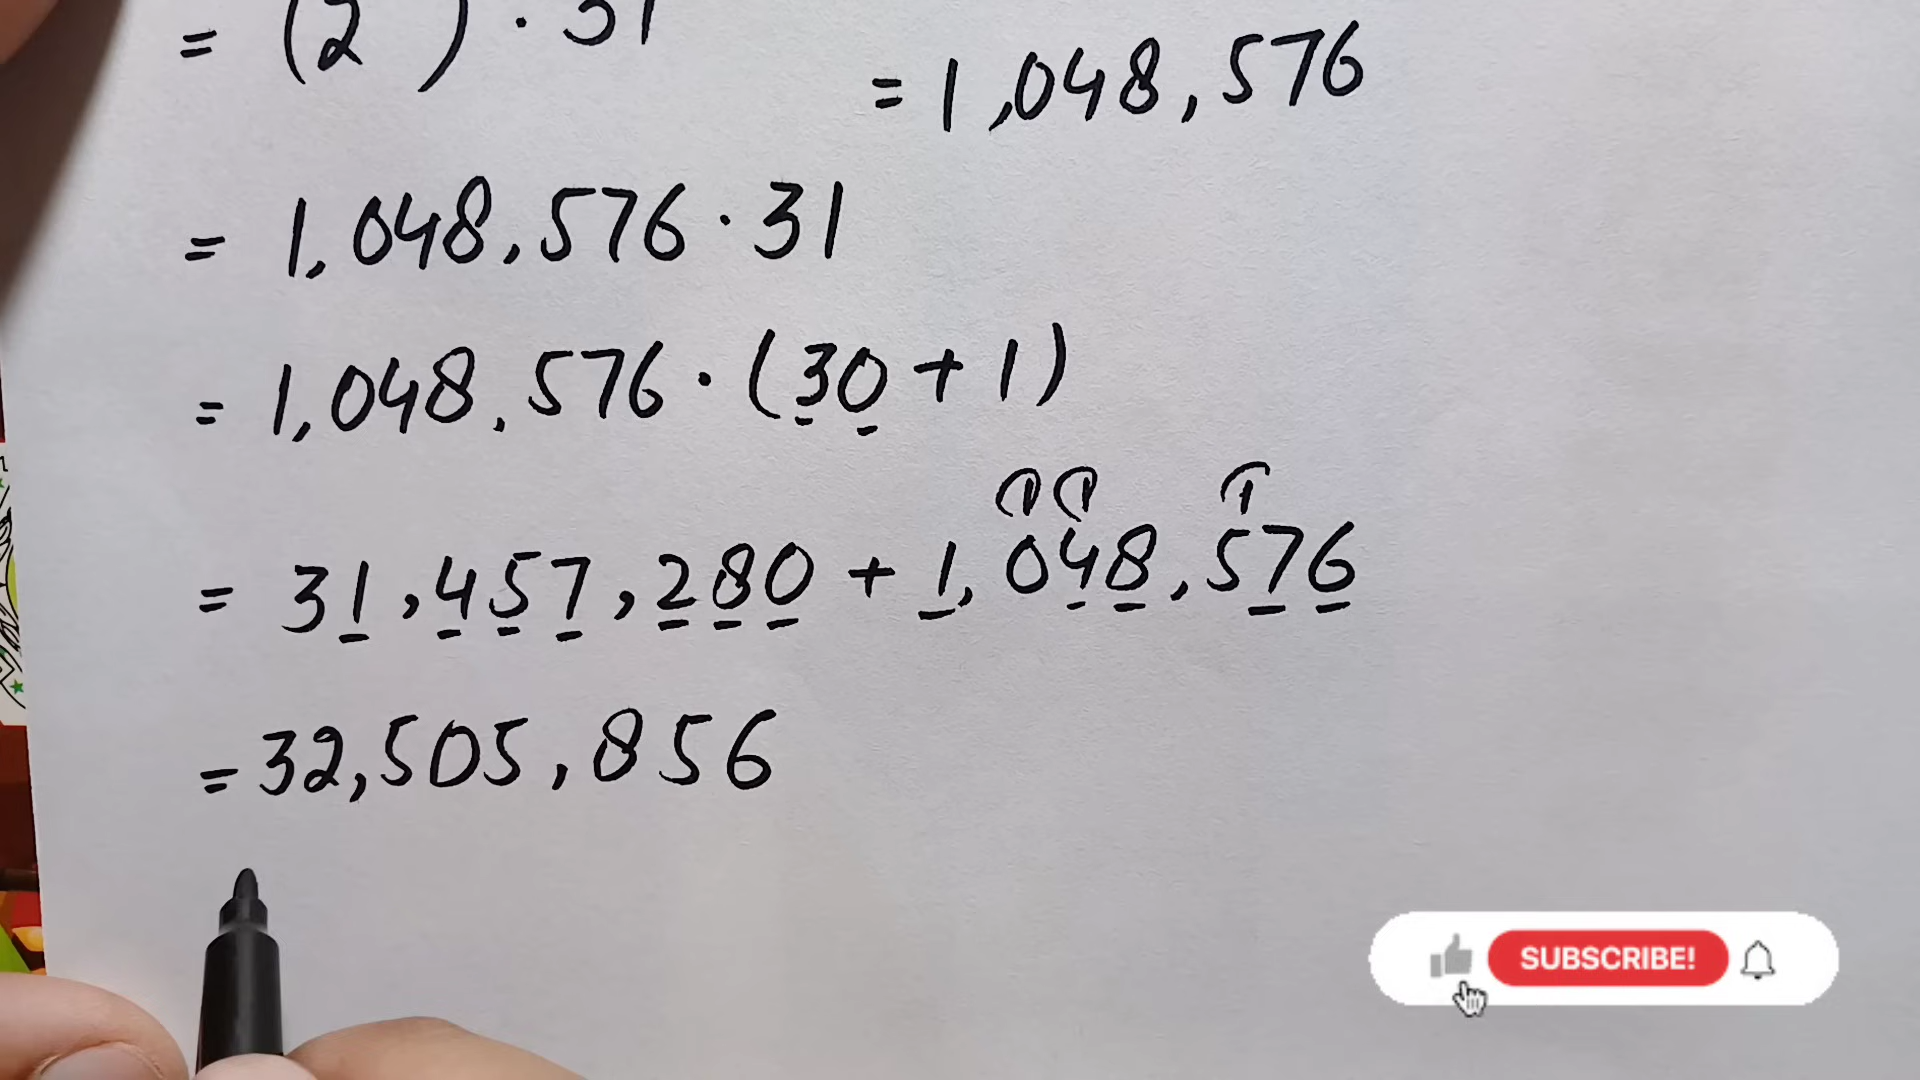 = (2 ) · 31
= 1,048,576
= 1,048,576 · 31
= 1,048,576 · (30 + 1)
1 1 1
= 31,457,280 + 1,048,576
= 32,505,856
SUBSCRIBE!